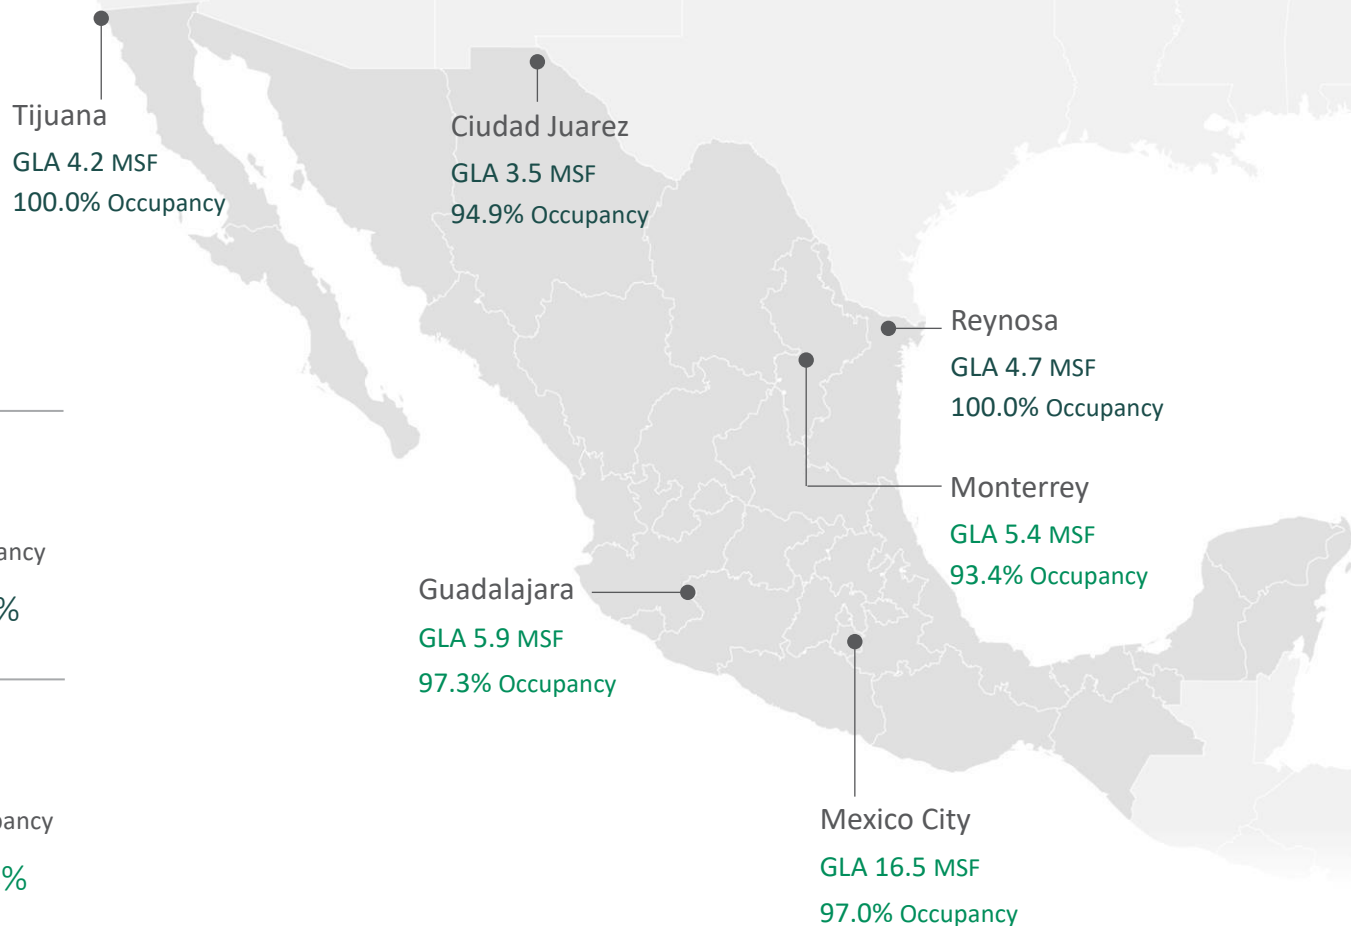 Tijuana
GLA 4.2 MSF
100.0% Occupancy
Ciudad Juarez
GLA 3.5 MSF
94.9% Occupancy
Reynosa
GLA 4.7 MSF
100.0% Occupancy
Monterrey
GLA 5.4 MSF
93.4% Occupancy
Guadalajara
GLA 5.9 MSF
97.3% Occupancy
Mexico City
GLA 16.5 MSF
97.0% Occupancy
%
%